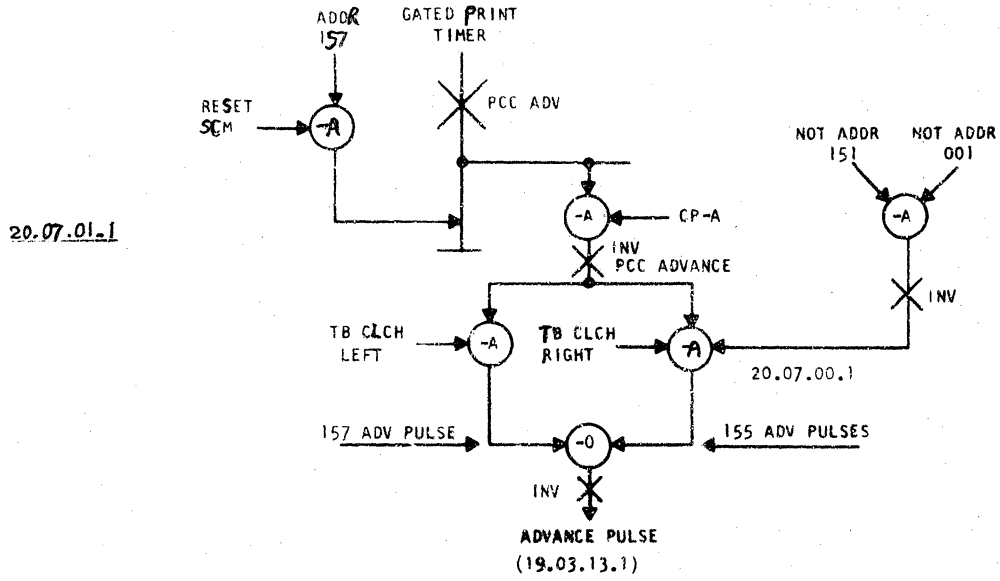 ADDR
157
GATED PRINT
TIMER
PCC ADV
RESET
SCM
-A
NOT ADDR
151
NOT ADDR
001
-A
CP-A
-A
20.07.01.1
INV
PCC ADVANCE
INV
TB CLCH
LEFT
-A
TB CLCH
RIGHT
-A
20.07.00.1
157 ADV PULSE
-O
155 ADV PULSES
INV
ADVANCE PULSE
(19.03.13.1)